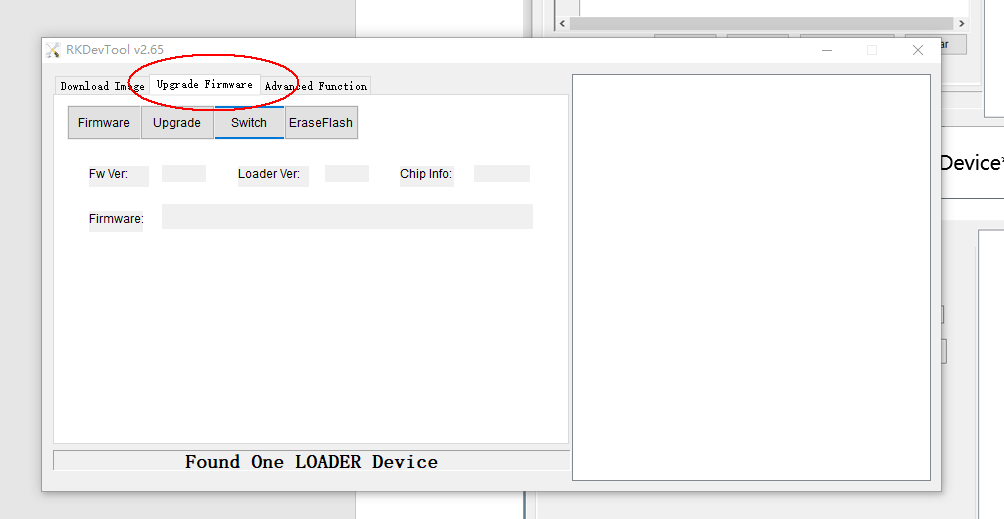 RKDevTool v2.65
Download Image Upgrade Firmware Advanced Function
Firmware Upgrade Switch EraseFlash
Fw Ver: Loader Ver: Chip Info:
Firmware:
Found One LOADER Device
Device*